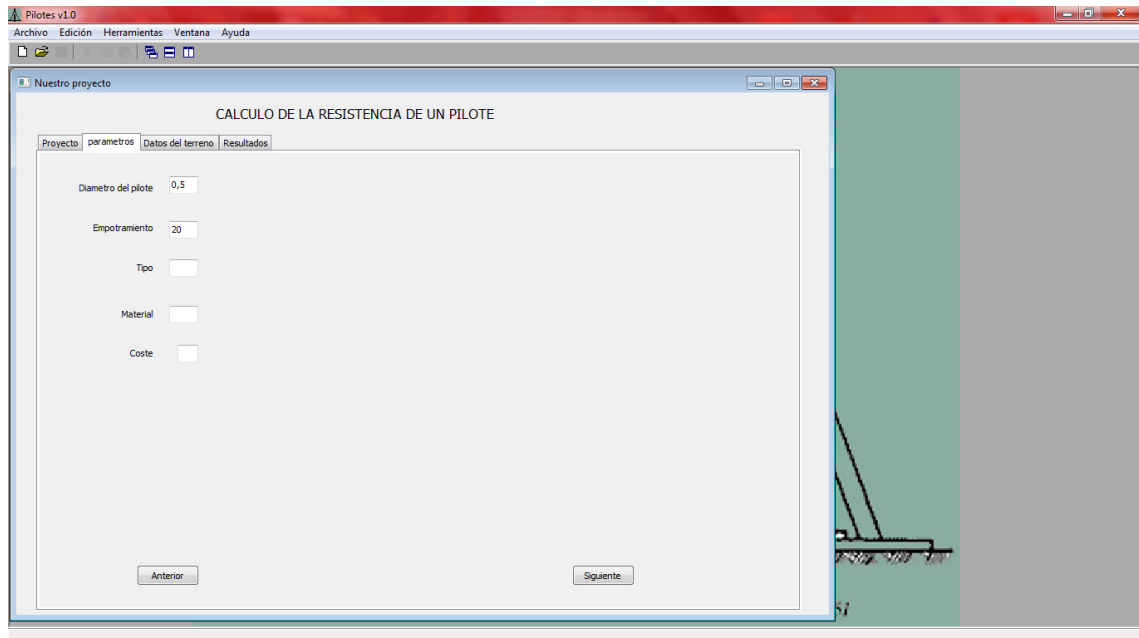 Pilotes v1.0
Archivo Edición Herramientas Ventana Ayuda
Nuestro proyecto
CALCULO DE LA RESISTENCIA DE UN PILOTE
Proyecto parametros Datos del terreno Resultados
Diametro del pilote 0,5
Empotramiento 20
Tipo
Material
Coste
Anterior Siguiente